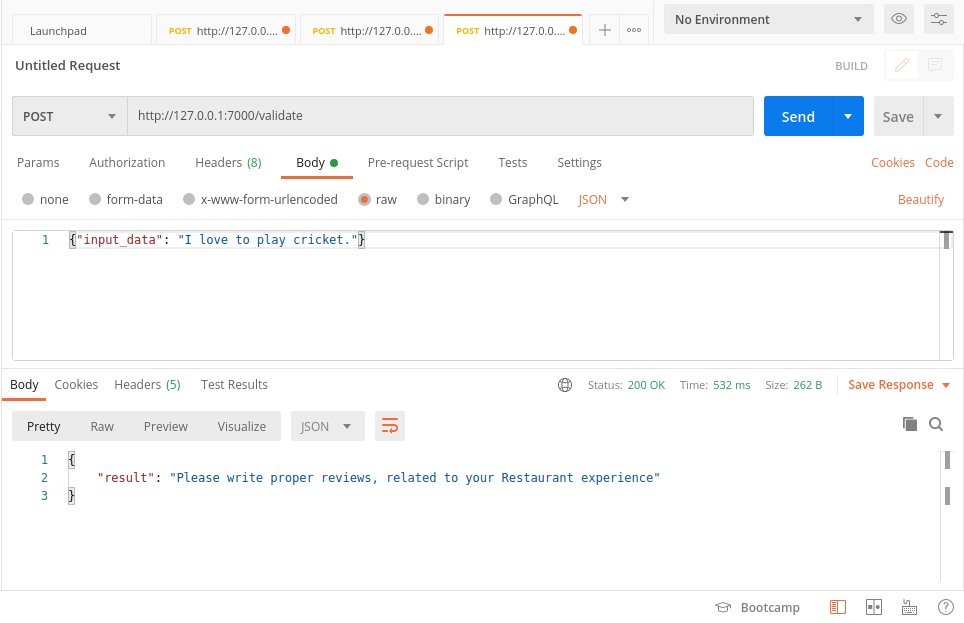 Launchpad
POST http://127.0.0....
POST http://127.0.0....
POST http://127.0.0....
No Environment
Untitled Request
BUILD
POST
http://127.0.0.1:7000/validate
Send
Save
Params Authorization Headers (8) Body Pre-request Script Tests Settings Cookies Code
none form-data x-www-form-urlencoded raw binary GraphQL JSON Beautify
1 {"input_data": "I love to play cricket."}
Body Cookies Headers (5) Test Results Status: 200 OK Time: 532 ms Size: 262 B Save Response
Pretty Raw Preview Visualize JSON
1 {
2 "result": "Please write proper reviews, related to your Restaurant experience"
3 }
Bootcamp